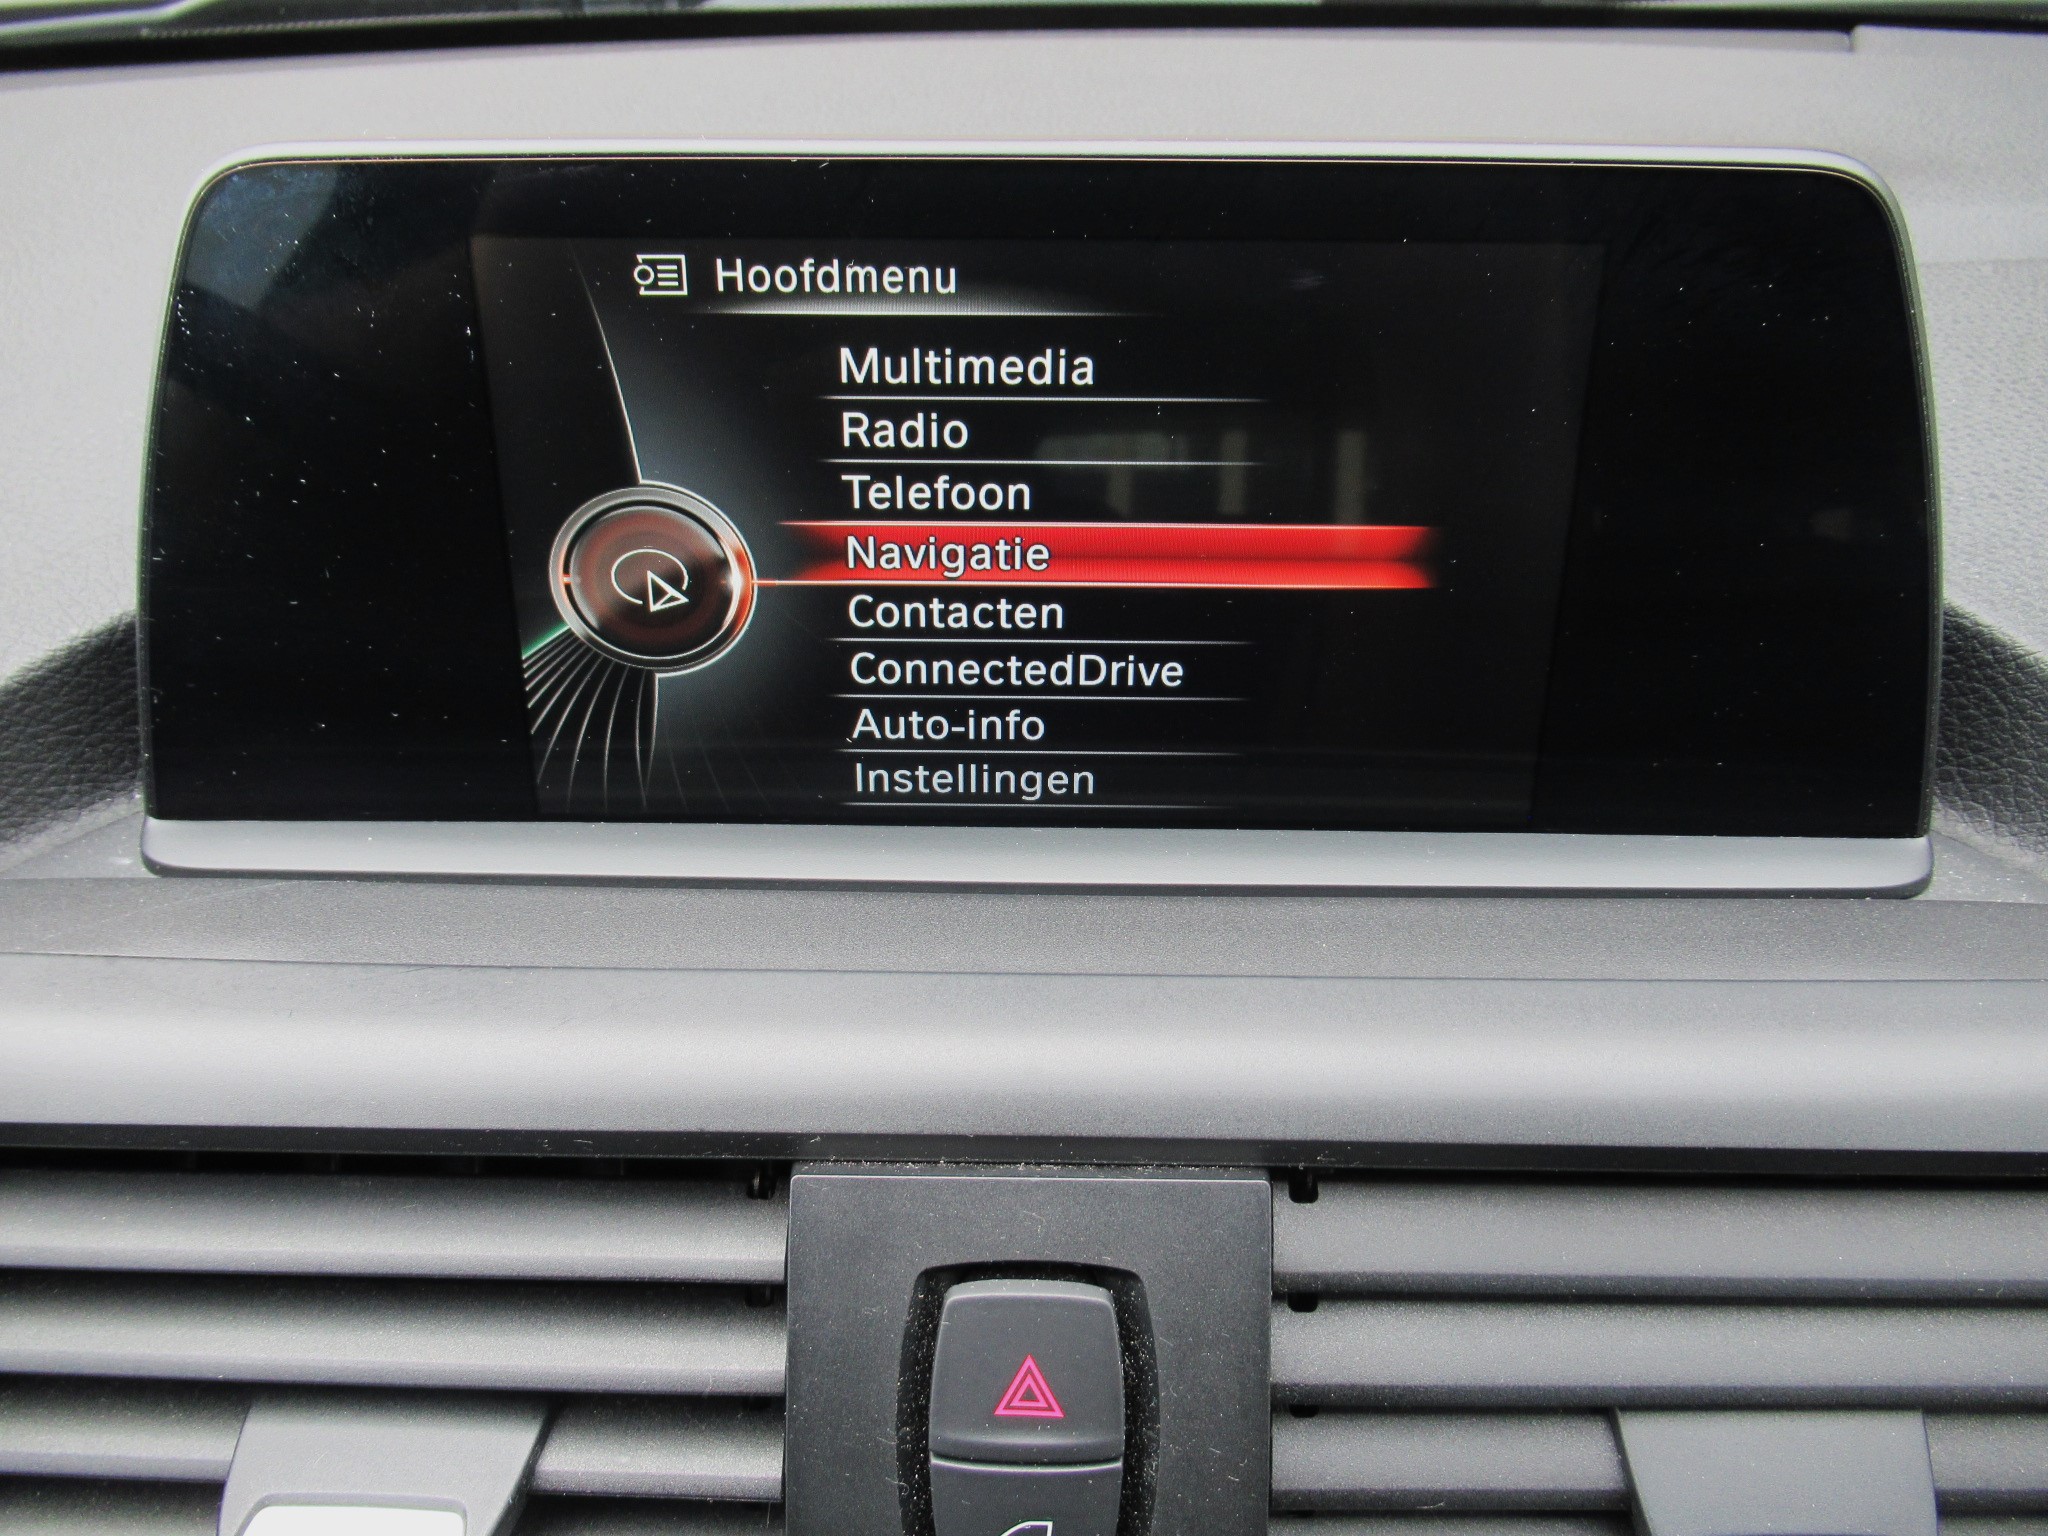 Hoofdmenu
Multimedia
Radio
Telefoon
Navigatie
Contacten
ConnectedDrive
Auto-info
Instellingen